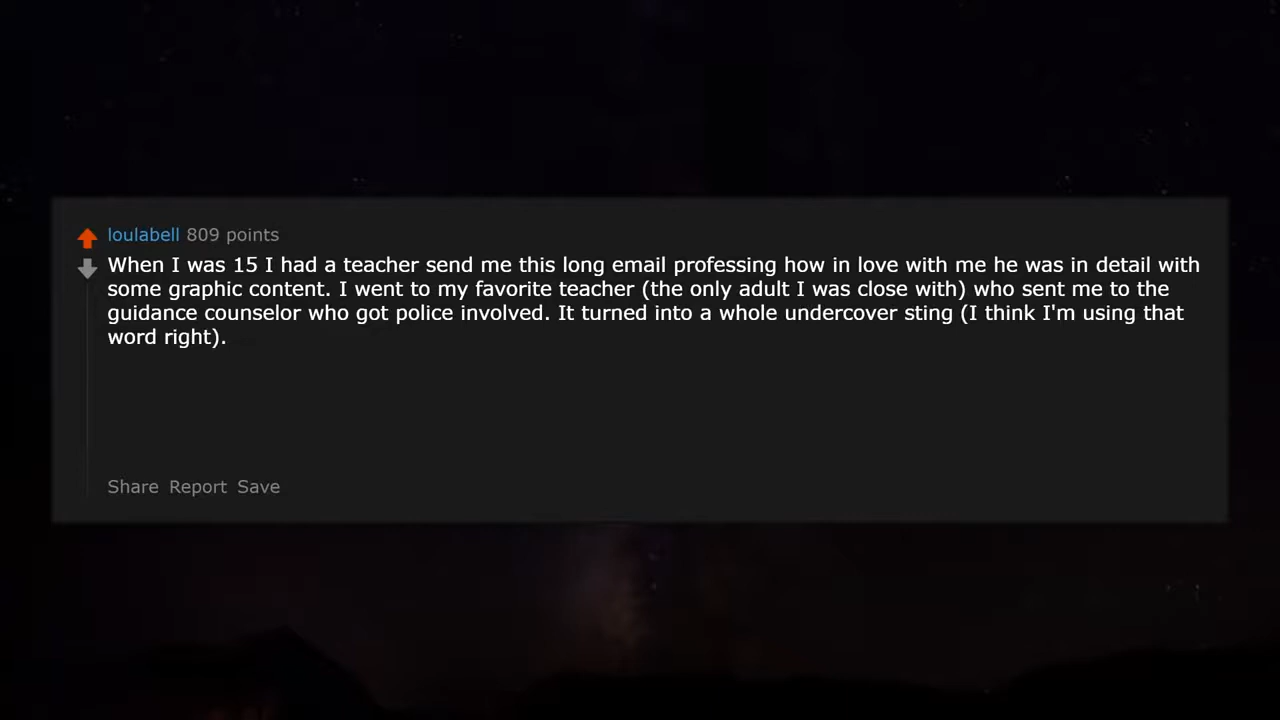 loulabell 809 points
When I was 15 I had a teacher send me this long email professing how in love with me he was in detail with
some graphic content. I went to my favorite teacher (the only adult I was close with) who sent me to the
guidance counselor who got police involved. It turned into a whole undercover sting (I think I'm using that
word right).
Share Report Save